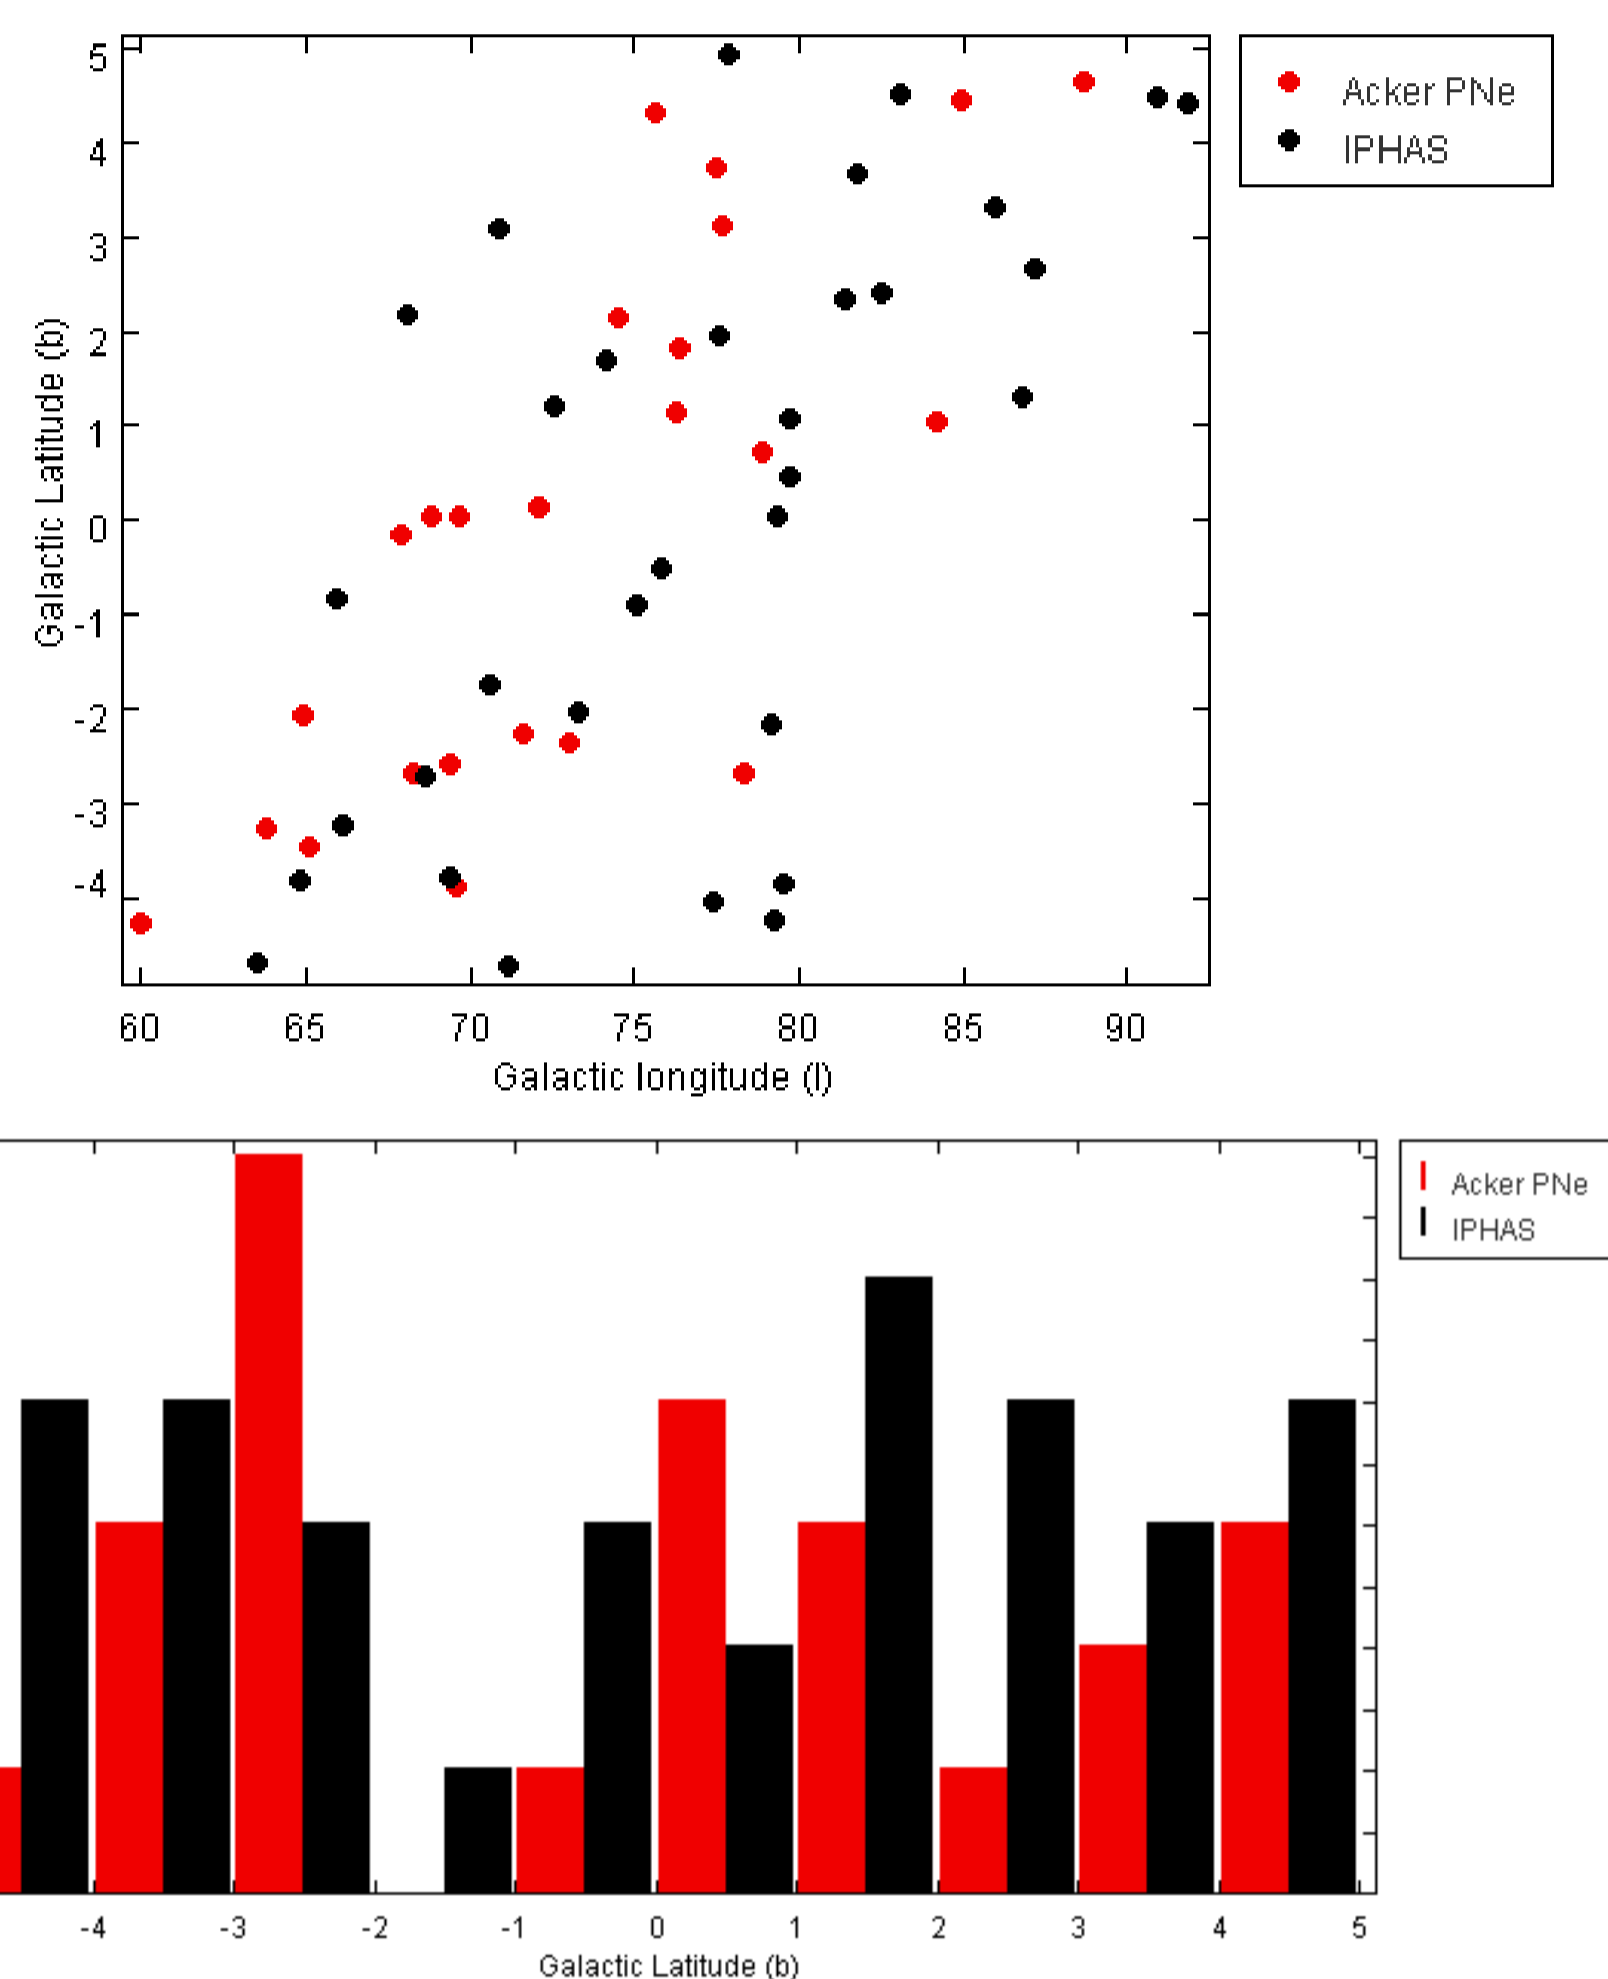 5
4
3
2
1
0
-1
-2
-3
-4
Galactic Latitude (b)
60 65 70 75 80 85 90
Galactic longitude (l)
Acker PNe
IPHAS
Acker PNe
IPHAS
-4 -3 -2 -1 0 1 2 3 4 5
Galactic Latitude (b)